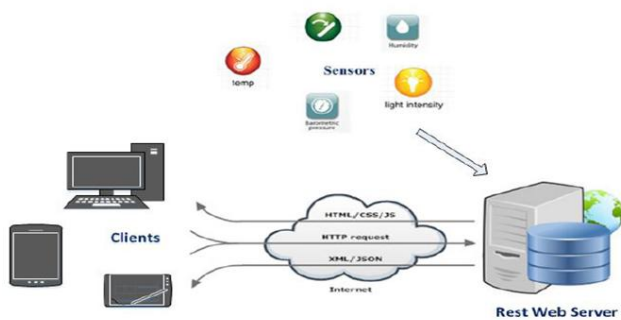 Humidity
Sensors
temp
light intensity
Barometric
pressure
HTML/CSS/JS
Clients
HTTP request
XML/JSON
Internet
Rest Web Server